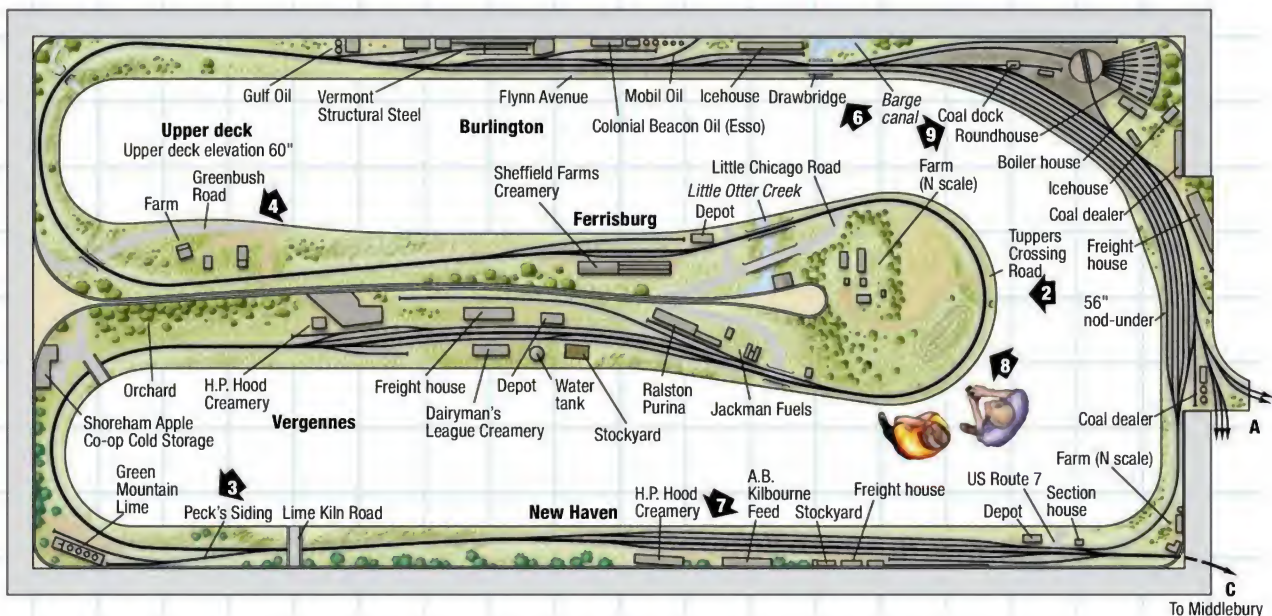 Gulf Oil
Vermont
Structural Steel
Flynn Avenue
Colonial Beacon Oil (Esso)
Mobil Oil
Icehouse
Drawbridge
Barge
canal
Coal dock
Roundhouse
Boiler house
Icehouse
Coal dealer
Freight
house
Burlington
6
9
Upper deck
Upper deck elevation 60"
Greenbush
Road
Farm
4
Sheffield Farms
Creamery
Ferrisburg
Little Chicago Road
Little Otter Creek
Depot
Farm
(N scale)
Tuppers
Crossing
Road
2
56"
nod-under
8
Orchard
H.P. Hood
Creamery
Freight house
Depot
Water
tank
Dairyman's
League Creamery
Stockyard
Ralston
Purina
Jackman Fuels
Coal dealer
A
Shoreham Apple
Co-op Cold Storage
Vergennes
Green
Mountain
Lime
3
Peck's Siding
Lime Kiln Road
New Haven
H.P. Hood
Creamery
7
A.B.
Kilbourne
Feed
Stockyard
Freight house
US Route 7
Depot
Section
house
Farm (N scale)
C
To Middlebury